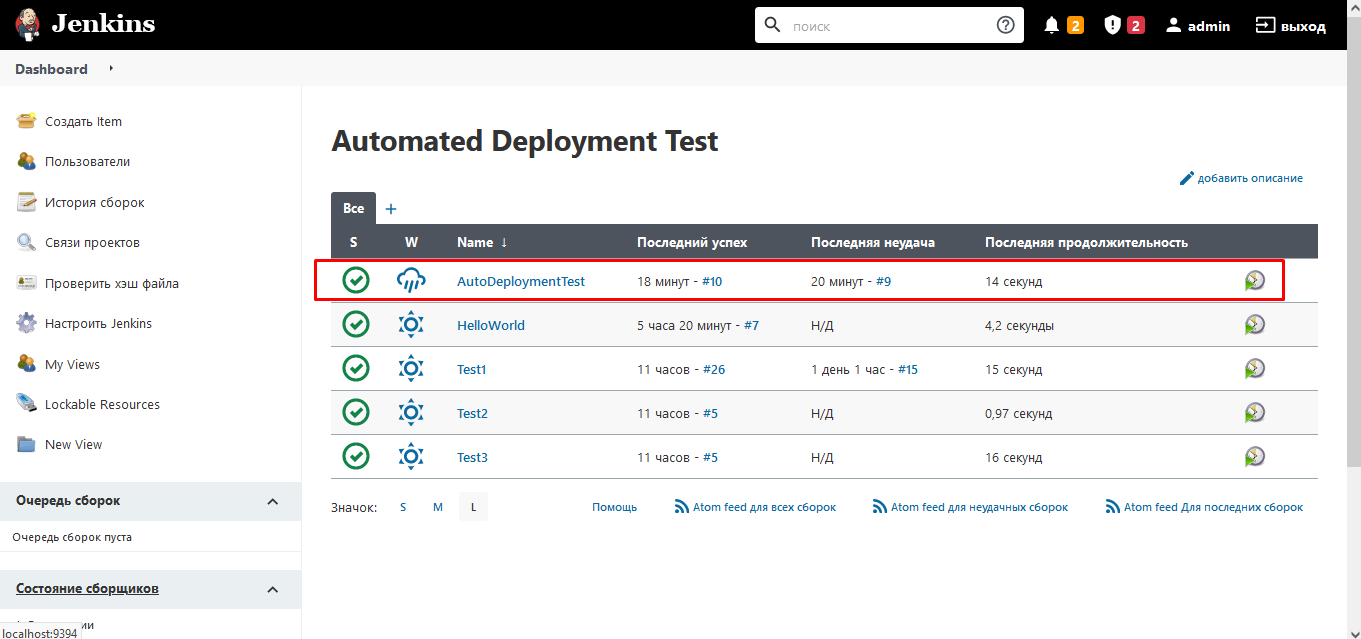 Jenkins
поиск
2
2
admin
выход
Dashboard
Создать Item
Пользователи
История сборок
Связи проектов
Проверить хэш файла
Настроить Jenkins
My Views
Lockable Resources
New View
Очередь сборок
Очередь сборок пуста
Состояние сборщиков
localhost:9394
Automated Deployment Test
добавить описание
Все +
S W Name ↓ Последний успех Последняя неудача Последняя продолжительность
AutoDeploymentTest 18 минут - #10 20 минут - #9 14 секунд
HelloWorld 5 часа 20 минут - #7 Н/Д 4,2 секунды
Test1 11 часов - #26 1 день 1 час - #15 15 секунд
Test2 11 часов - #5 Н/Д 0,97 секунд
Test3 11 часов - #5 Н/Д 16 секунд
Значок: S M L Помощь Atom feed для всех сборок Atom feed для неудачных сборок Atom feed Для последних сборок